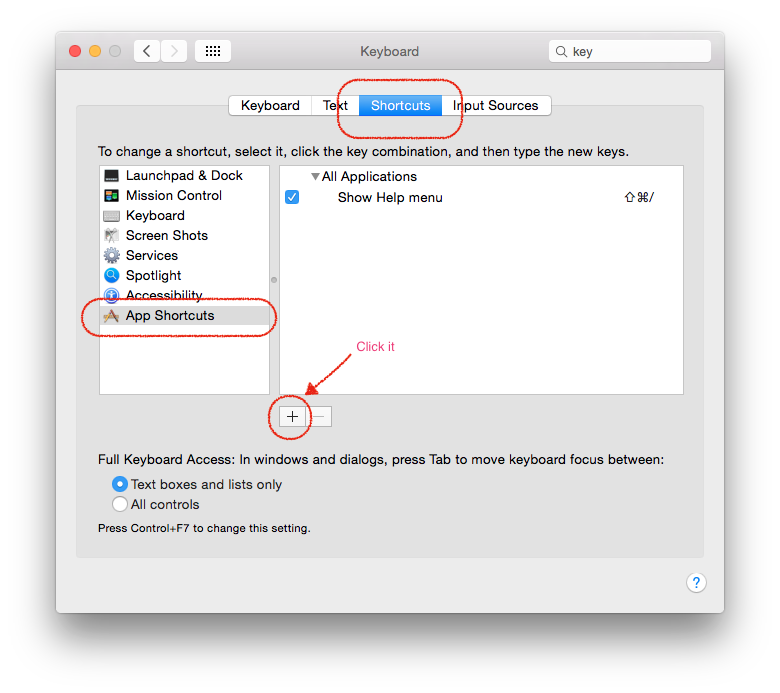 Keyboard
key
Keyboard Text Shortcuts Input Sources
To change a shortcut, select it, click the key combination, and then type the new keys.
Launchpad & Dock
Mission Control
Keyboard
Screen Shots
Services
Spotlight
Accessibility
App Shortcuts
All Applications
Show Help menu ⇧⌘/
Click it
Full Keyboard Access: In windows and dialogs, press Tab to move keyboard focus between:
Text boxes and lists only
All controls
Press Control+F7 to change this setting.
?